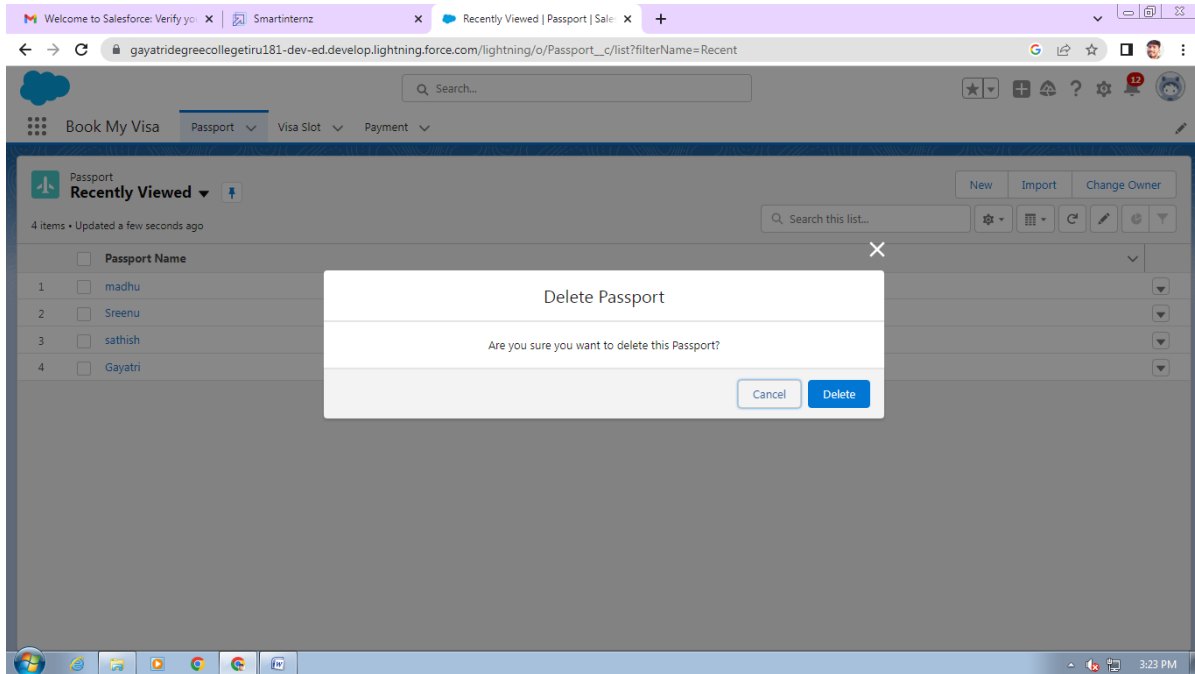 Welcome to Salesforce: Verify yo
Smartinternz
Recently Viewed | Passport | Sale
gayatridegreecollegetiru181-dev-ed.develop.lightning.force.com/lightning/o/Passport__c/list?filterName=Recent
Search...
12
Book My Visa
Passport
Visa Slot
Payment
Passport
Recently Viewed
New
Import
Change Owner
4 items • Updated a few seconds ago
Search this list...
Passport Name
1 madhu
2 Sreenu
3 sathish
4 Gayatri
Delete Passport
Are you sure you want to delete this Passport?
Cancel
Delete
3:23 PM